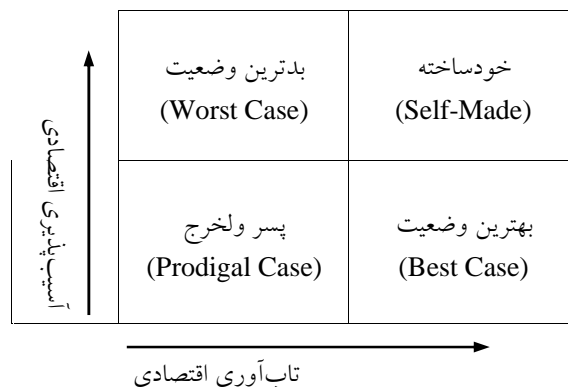 خودساخته
(Self-Made)
بدترین وضعیت
(Worst Case)
بهترین وضعیت
(Best Case)
پسر ولخرج
(Prodigal Case)
آسیب‌پذیری اقتصادی
تاب‌آوری اقتصادی